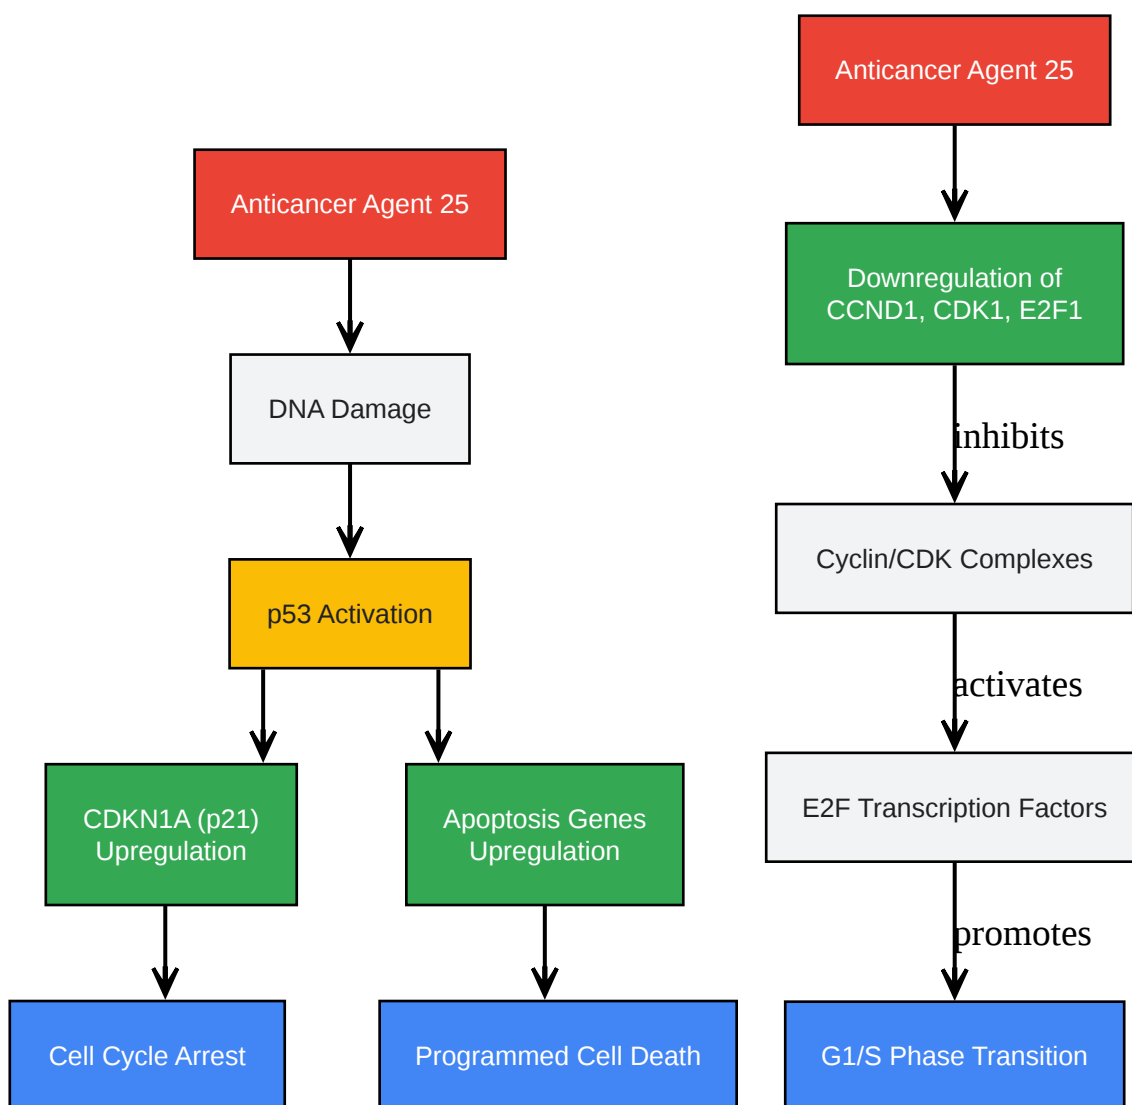 Anticancer Agent 25
DNA Damage
p53 Activation
CDKN1A (p21)
Upregulation
Apoptosis Genes
Upregulation
Cell Cycle Arrest
Programmed Cell Death
Anticancer Agent 25
Downregulation of
CCND1, CDK1, E2F1
inhibits
Cyclin/CDK Complexes
activates
E2F Transcription Factors
promotes
G1/S Phase Transition